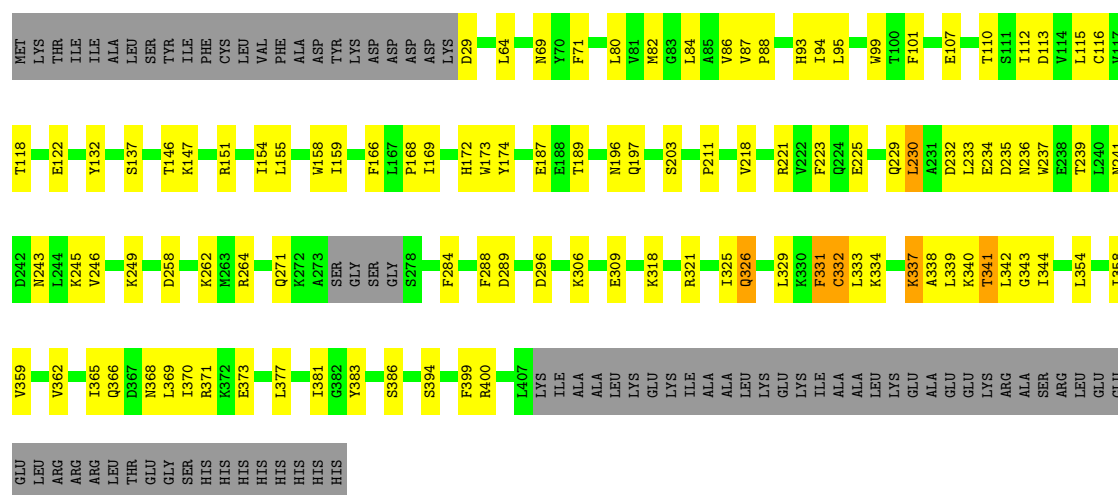 MET LYS THR ILE ILE ALA LEU SER TYR ILE PHE CYS LEU VAL PHE ALA ASP TYR LYS ASP ASP ASP ASP LYS D29 L64 N69 Y70 F71 L80 V81 M82 G83 L84 A85 V86 V87 P88 H93 I94 L95 W99 T100 F101 E107 T110 S111 I112 D113 V114 L115 C116 V117
T118 E122 Y132 S137 T146 K147 R151 I154 L155 W158 I159 F166 L167 P168 I169 H172 W173 Y174 E187 E188 T189 N196 Q197 S203 P211 V218 R221 V222 F223 Q224 E225 Q229 L230 A231 D232 L233 E234 D235 N236 W237 E238 T239 L240 N241
D242 N243 L244 K245 V246 K249 D258 K262 M263 R264 Q271 K272 A273 SER GLY SER GLY S278 F284 F288 D289 D296 K306 E309 K318 R321 I325 Q326 L329 K330 F331 C332 L333 K334 K337 A338 L339 K340 T341 L342 G343 I344 L354
V359 V362 I365 Q366 D367 N368 L369 I370 R371 K372 E373 L377 I381 G382 Y383 S386 S394 F399 R400 L407 LYS ILE ALA ALA LEU LYS GLU LYS ILE ALA ALA LEU LYS GLU LYS ILE ALA ALA LEU LYS GLU ALA GLU GLU LYS ARG ALA SER ARG LEU GLU
GLU LEU ARG ARG ARG LEU THR GLU GLY SER HIS HIS HIS HIS HIS HIS HIS HIS